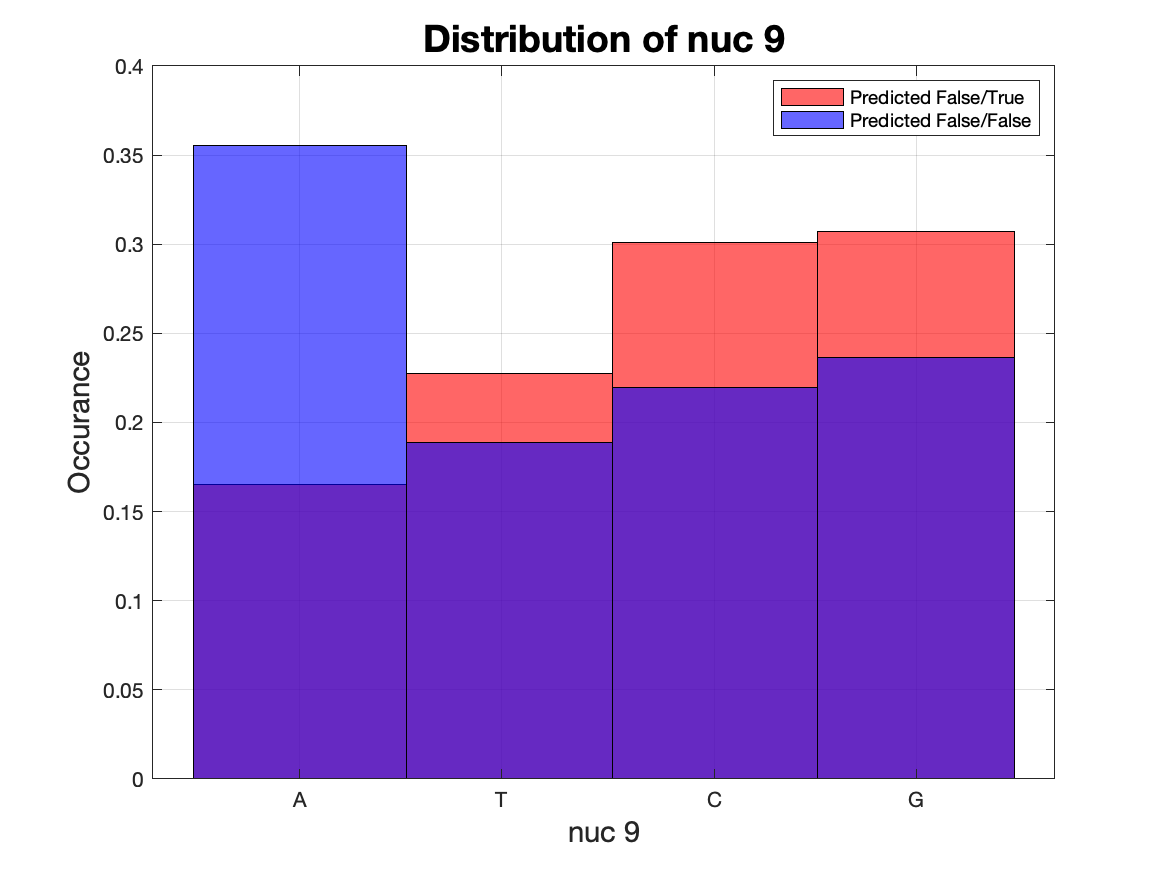 Distribution of nuc 9
0.4
0.35
0.3
0.25
0.2
0.15
0.1
0.05
0
Occurance
Predicted False/True
Predicted False/False
A T C G
nuc 9